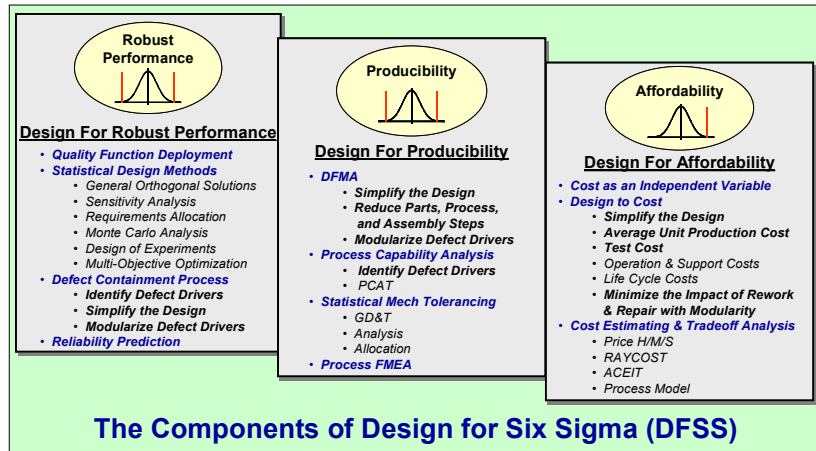 Robust
Performance
Design For Robust Performance
• Quality Function Deployment
• Statistical Design Methods
• General Orthogonal Solutions
• Sensitivity Analysis
• Requirements Allocation
• Monte Carlo Analysis
• Design of Experiments
• Multi-Objective Optimization
• Defect Containment Process
• Identify Defect Drivers
• Simplify the Design
• Modularize Defect Drivers
• Reliability Prediction
Producibility
Design For Producibility
• DFMA
• Simplify the Design
• Reduce Parts, Process,
and Assembly Steps
• Modularize Defect Drivers
• Process Capability Analysis
• Identify Defect Drivers
• PCAT
• Statistical Mech Tolerancing
• GD&T
• Analysis
• Allocation
• Process FMEA
Affordability
Design For Affordability
• Cost as an Independent Variable
• Design to Cost
• Simplify the Design
• Average Unit Production Cost
• Test Cost
• Operation & Support Costs
• Life Cycle Costs
• Minimize the Impact of Rework
& Repair with Modularity
• Cost Estimating & Tradeoff Analysis
• Price H/M/S
• RAYCOST
• ACEIT
• Process Model
The Components of Design for Six Sigma (DFSS)